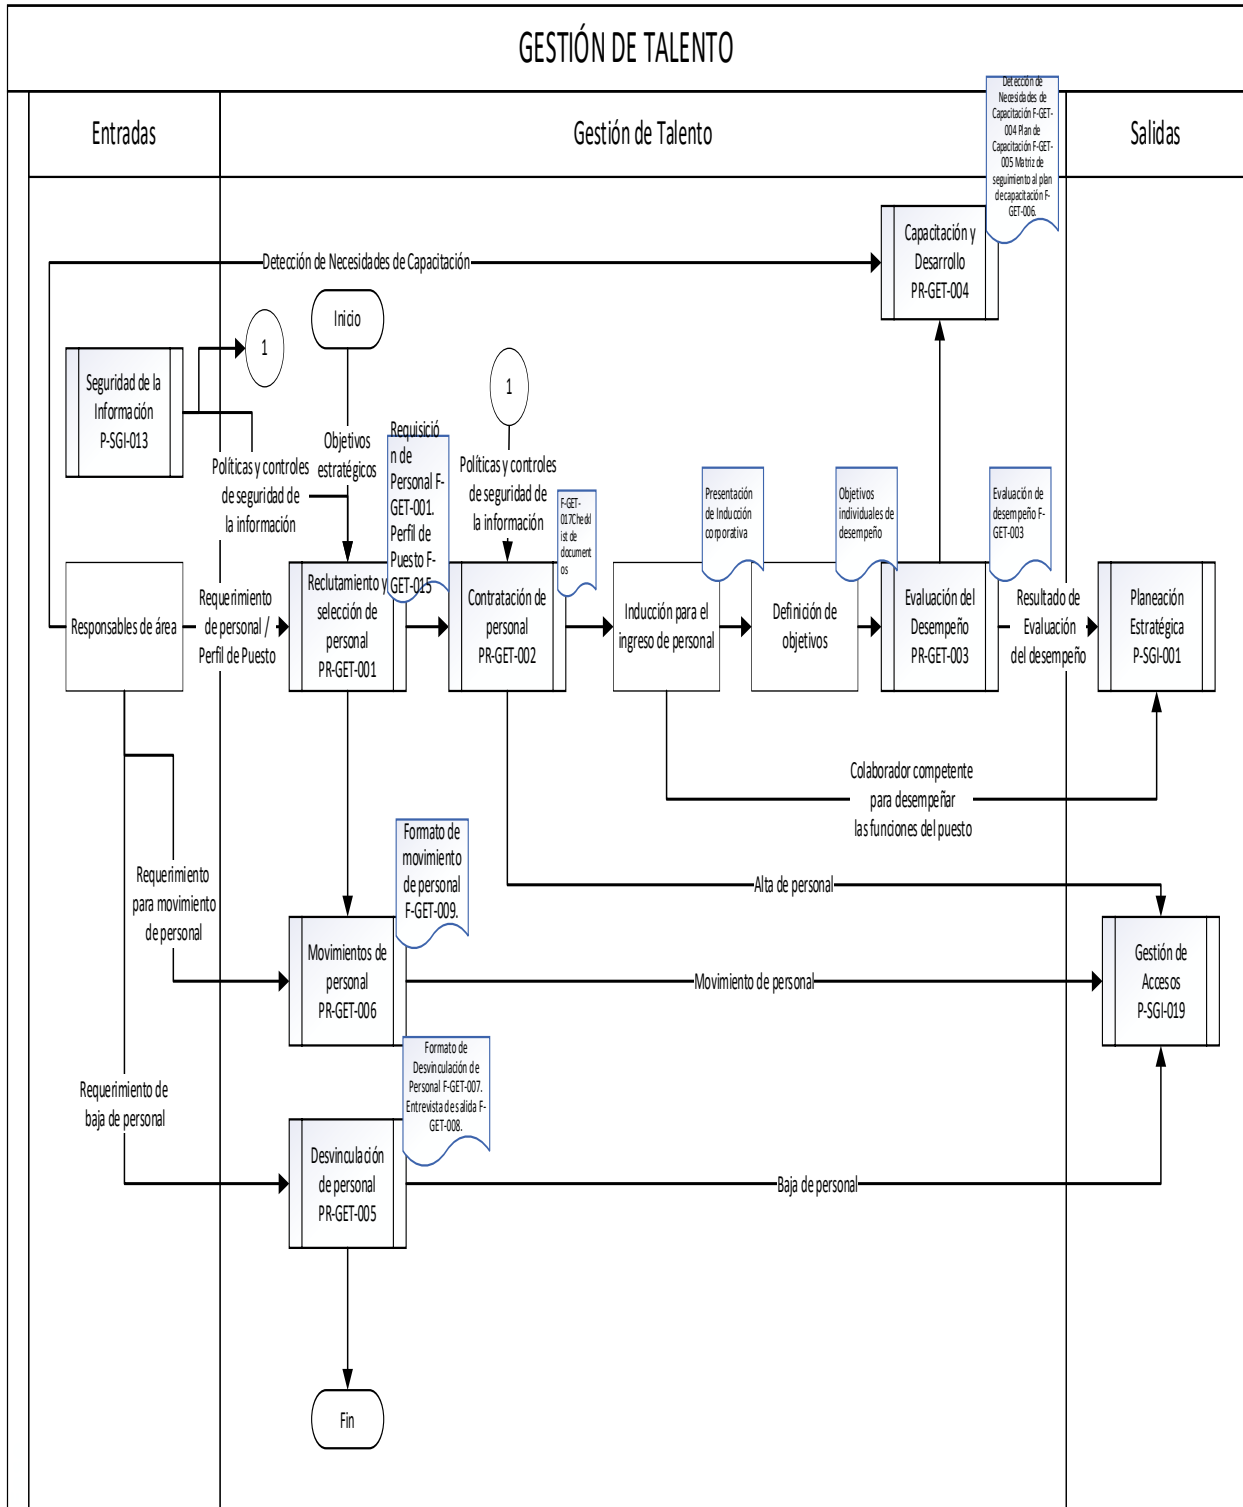 GESTIÓN DE TALENTO
Entradas
Gestión de Talento
Salidas
Detección de
Necesidades de
Capacitación F-GET-
004 Plan de
Capacitación F-GET-
005 Matriz de
seguimiento al plan
de capacitación F-
GET-006.
Capacitación y
Desarrollo
PR-GET-004
Detección de Necesidades de Capacitación
Inicio
1
Seguridad de la
Información
P-SGI-013
1
Políticas y controles
de seguridad de
la información
Objetivos
estratégicos
Requisició
n de
Personal F-
GET-001.
Perfil de
Puesto F-
GET-015
Políticas y controles
de seguridad de
la información
F-GET-
017Checkl
ist de
document
os
Presentación
de Inducción
corporativa
Objetivos
individuales de
desempeño
Evaluación de
desempeño F-
GET-003
Responsables de área
Requerimiento
de personal /
Perfil de Puesto
Reclutamiento y
selección de
personal
PR-GET-001
Contratación de
personal
PR-GET-002
Inducción para el
ingreso de personal
Definición de
objetivos
Evaluación del
Desempeño
PR-GET-003
Resultado de
Evaluación
del desempeño
Planeación
Estratégica
P-SGI-001
Colaborador competente
para desempeñar
las funciones del puesto
Formato de
movimiento
de personal
F-GET-009.
Requerimiento
para movimiento
de personal
Alta de personal
Movimientos de
personal
PR-GET-006
Movimiento de personal
Gestión de
Accesos
P-SGI-019
Formato de
Desvinculación de
Personal F-GET-007.
Entrevista de salida F-
GET-008.
Requerimiento de
baja de personal
Desvinculación
de personal
PR-GET-005
Baja de personal
Fin